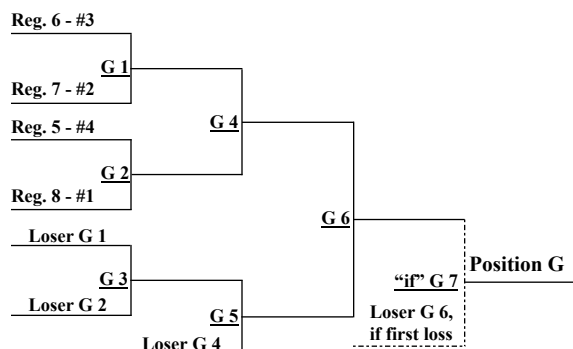 Reg. 6 - #3
G 1
Reg. 7 - #2
G 4
Reg. 5 - #4
G 2
Reg. 8 - #1
G 6
Loser G 1
Position G
G 3
“if” G 7
Loser G 2
G 5
Loser G 6,
if first loss
Loser G 4